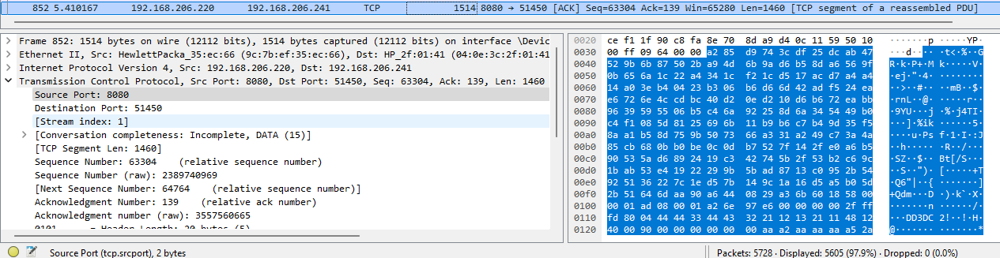 852 5.410167 192.168.206.220 192.168.206.241 TCP 1514 8080 → 51450 [ACK] Seq=63304 Ack=139 Win=65280 Len=1460 [TCP segment of a reassembled PDU]
Frame 852: 1514 bytes on wire (12112 bits), 1514 bytes captured (12112 bits) on interface \Devic
Ethernet II, Src: HewlettPacka_35:ec:66 (9c:7b:ef:35:ec:66), Dst: HP_2f:01:41 (04:0e:3c:2f:01:41
Internet Protocol Version 4, Src: 192.168.206.220, Dst: 192.168.206.241
Transmission Control Protocol, Src Port: 8080, Dst Port: 51450, Seq: 63304, Ack: 139, Len: 1460
Source Port: 8080
Destination Port: 51450
[Stream index: 1]
[Conversation completeness: Incomplete, DATA (15)]
[TCP Segment Len: 1460]
Sequence Number: 63304 (relative sequence number)
Sequence Number (raw): 2389740969
[Next Sequence Number: 64764 (relative sequence number)]
Acknowledgment Number: 139 (relative ack number)
Acknowledgment number (raw): 3557560665
0101 .... = Header Length: 20 bytes (5)
0020 ce f1 1f 90 c8 fa 8e 70 8d a9 d4 0c 11 59 50 10 ·······p ·····YP·
0030 00 ff 09 64 00 00 a2 85 d9 74 3c df 25 dc ab 47
0040 52 9b 6b 87 50 2b a9 4d 6b 9a d6 b5 8d a6 56 9f
0050 0b 65 6a 1c 22 a4 34 1c f2 1c d5 17 ac d7 a4 a4
0060 14 a0 3e b4 04 23 b3 06 b6 d6 6d 42 ad f5 24 ea
0070 e6 72 6e 4c cd bc 40 d2 0e d2 10 d6 b6 72 ea bb
0080 96 39 59 55 06 b5 c4 6a 92 25 8d 6a 34 54 49 b0
0090 c4 f1 08 5d 81 25 69 6b 11 b9 b6 c7 b4 9d 35 f5
00a0 8a a1 b5 8d 75 9b 50 73 66 a3 31 a2 49 c7 3a 4a
00b0 85 cb 68 0b b0 be 0c 0d b7 52 7f 14 2f e0 a6 b5
00c0 90 53 5a d6 89 24 19 c3 42 74 5b 2f 53 b2 c6 9c
00d0 1b ab 53 e4 19 22 29 9b 5b ad 87 13 c0 95 2b 54
00e0 92 51 36 22 7c 1e d5 7b 14 9c 1a 16 d5 a5 b0 5d
00f0 2b 51 64 6d aa 90 a6 44 08 29 a3 6b 60 18 58 00
0100 00 01 ad 08 00 01 a2 6e 97 e6 00 00 00 00 2f ff
0110 fd 80 04 44 44 33 44 43 32 21 12 13 21 11 48 12
0120 40 00 90 00 00 00 00 00 00 aa a2 aa aa aa a5 2a
Source Port (tcp.srcport), 2 bytes
Packets: 5728 · Displayed: 5605 (97.9%) · Dropped: 0 (0.0%)